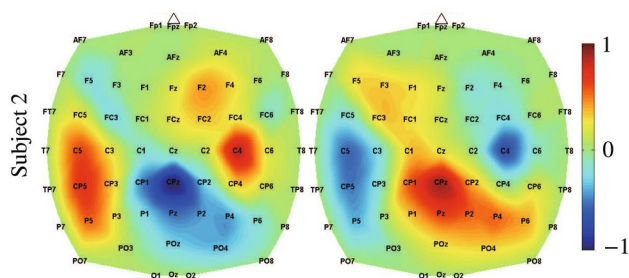 Subject 2
Fp1 Fpz Fp2
AF7 AF8
AF3 AF4
AFz
F7 F5 F3 F1 Fz F2 F4 F6 F8
FT7 FC5 FC3 FC1 FCz FC2 FC4 FC6 FT8
T7 C5 C3 C1 Cz C2 C4 C6 T8
TP7 CP5 CP3 CP1 CPz CP2 CP4 CP6 TP8
P7 P5 P3 P1 Pz P2 P4 P6 P8
PO7 PO3 POz PO4 PO8
O1 Oz O2
Fp1 Fpz Fp2
AF7 AF8
AF3 AF4
AFz
F7 F5 F3 F1 Fz F2 F4 F6 F8
FT7 FC5 FC3 FC1 FCz FC2 FC4 FC6 FT8
T7 C5 C3 C1 Cz C2 C4 C6 T8
TP7 CP5 CP3 CP1 CPz CP2 CP4 CP6 TP8
P7 P5 P3 P1 Pz P2 P4 P6 P8
PO7 PO3 POz PO4 PO8
O1 Oz O2
1
0
−1